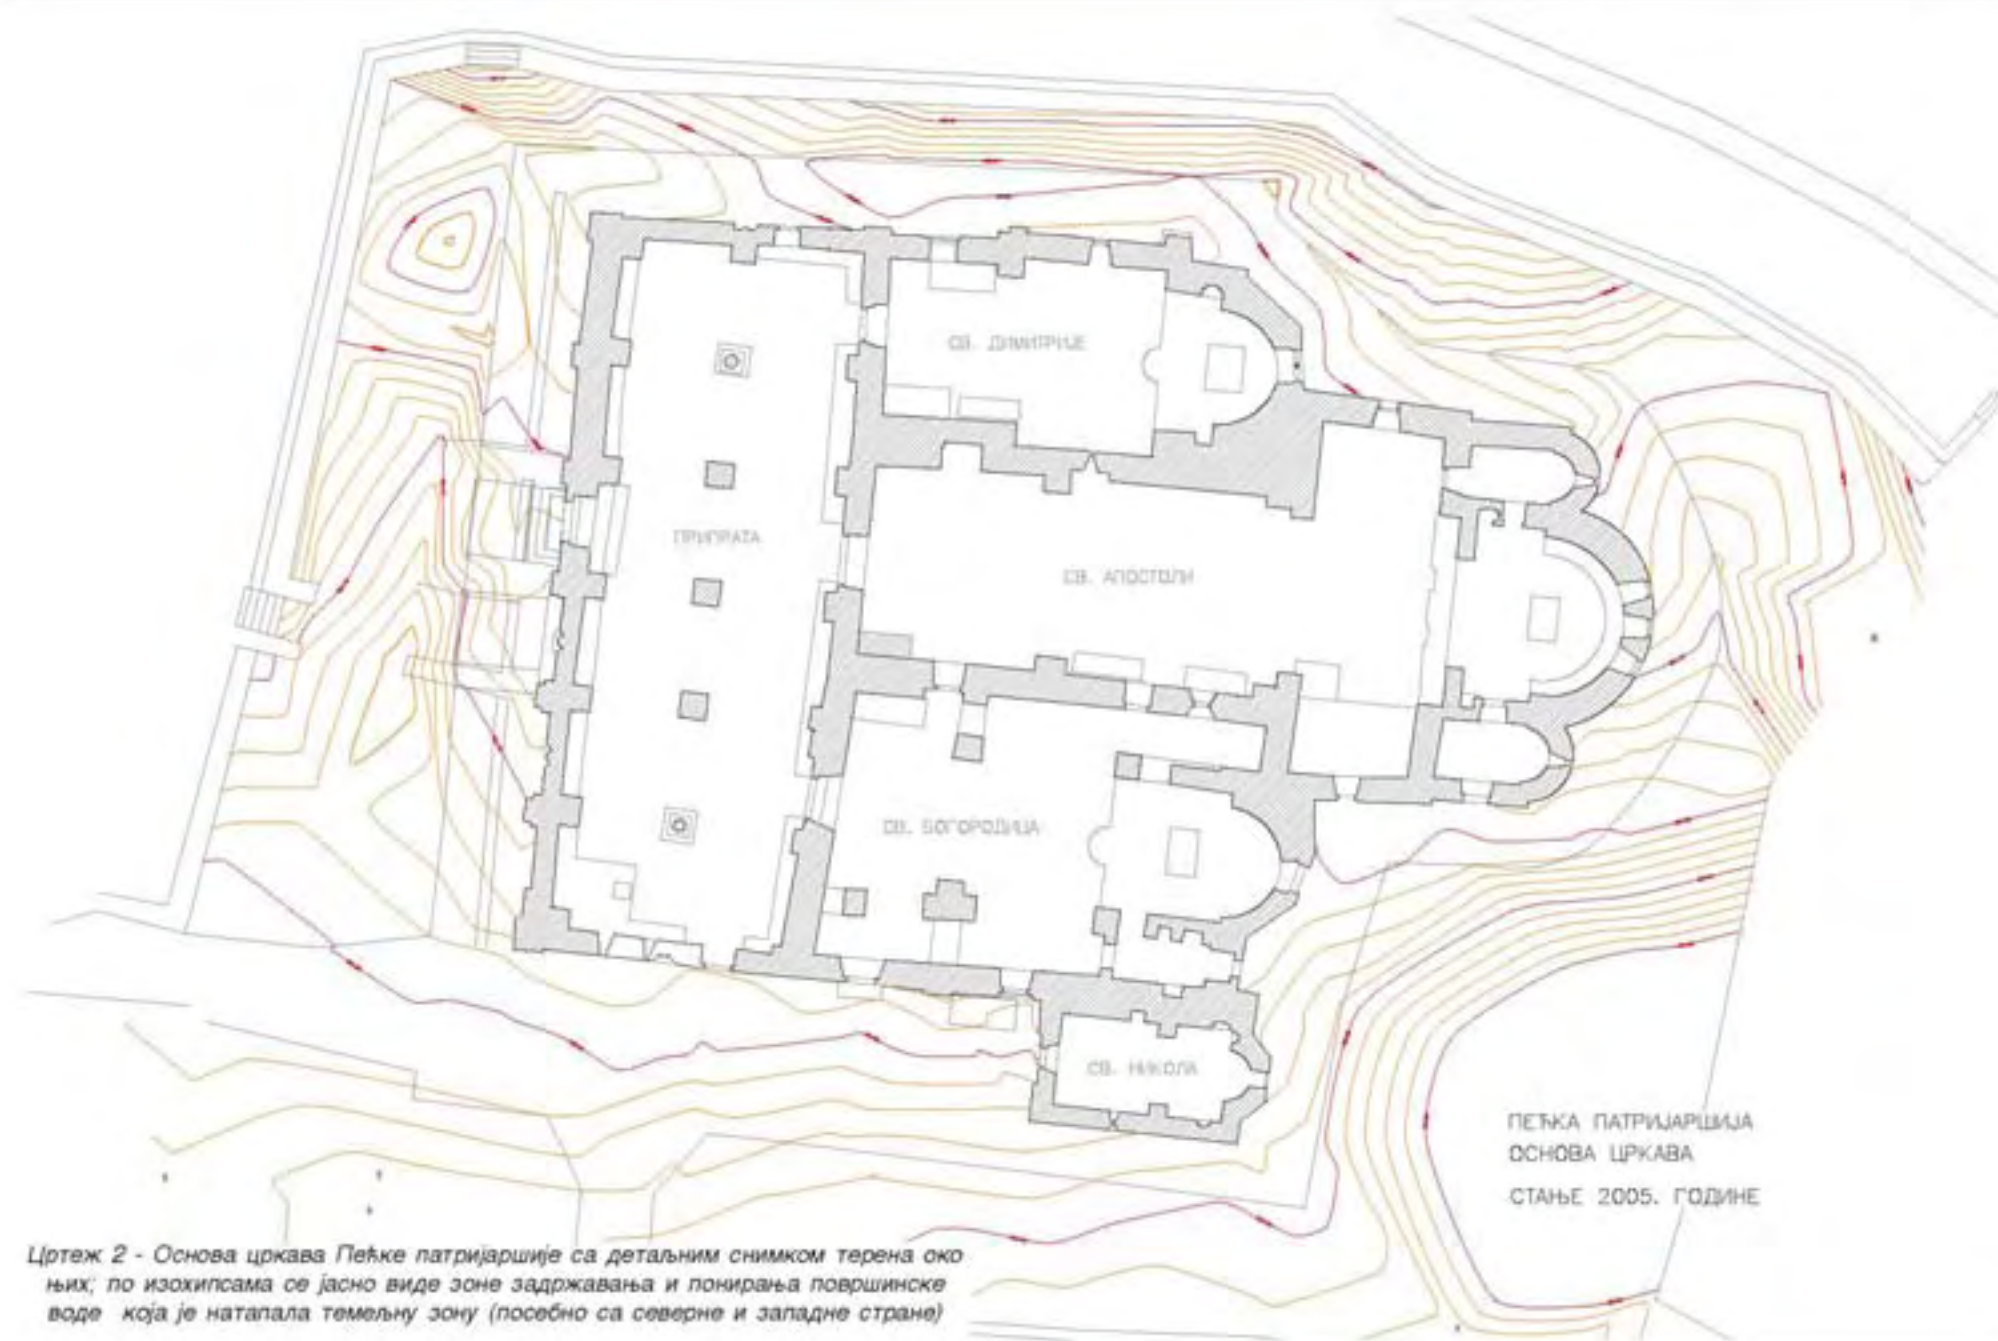 СВ. ДИМИТРИЈЕ
ПРИПРАТА
СВ. АПОСТОЛИ
СВ. БОГОРОДИЦА
СВ. НИКОЛА
ПЕЋКА ПАТРИЈАРШИЈА
ОСНОВА ЦРКАВА
СТАЊЕ 2005. ГОДИНЕ
Цртеж 2 - Основа цркава Пећке патријаршије са детаљним снимком терена око
њих; по изохипсама се јасно виде зоне задржавања и понирања површинске
воде која је натапала темељну зону (посебно са северне и западне стране)